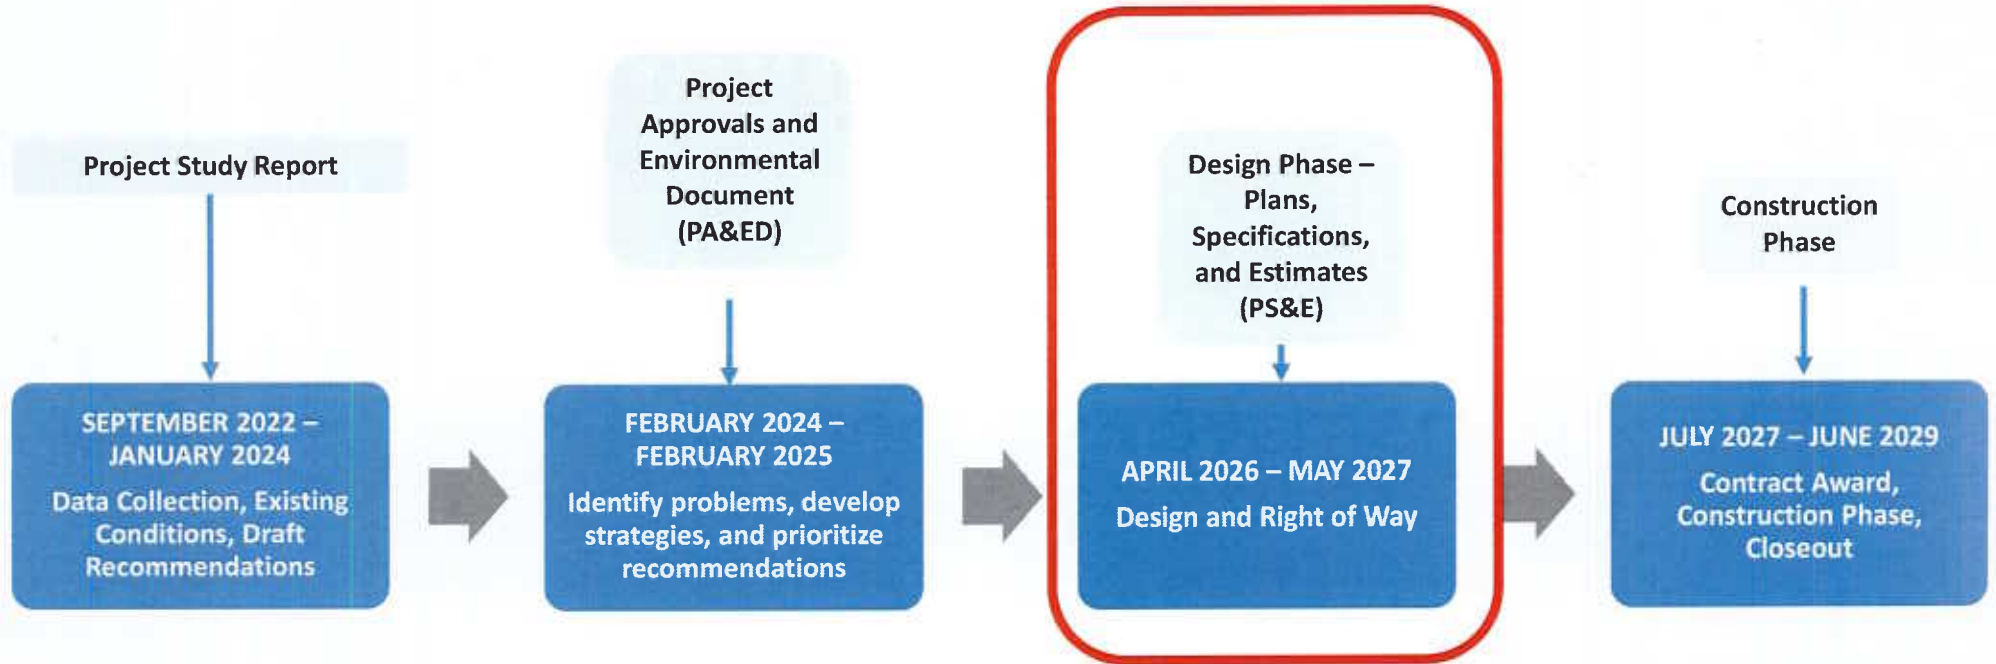 Project Study Report
SEPTEMBER 2022 –
JANUARY 2024
Data Collection, Existing
Conditions, Draft
Recommendations
Project
Approvals and
Environmental
Document
(PA&ED)
FEBRUARY 2024 –
FEBRUARY 2025
Identify problems, develop
strategies, and prioritize
recommendations
Design Phase –
Plans,
Specifications,
and Estimates
(PS&E)
APRIL 2026 – MAY 2027
Design and Right of Way
Construction
Phase
JULY 2027 – JUNE 2029
Contract Award,
Construction Phase,
Closeout